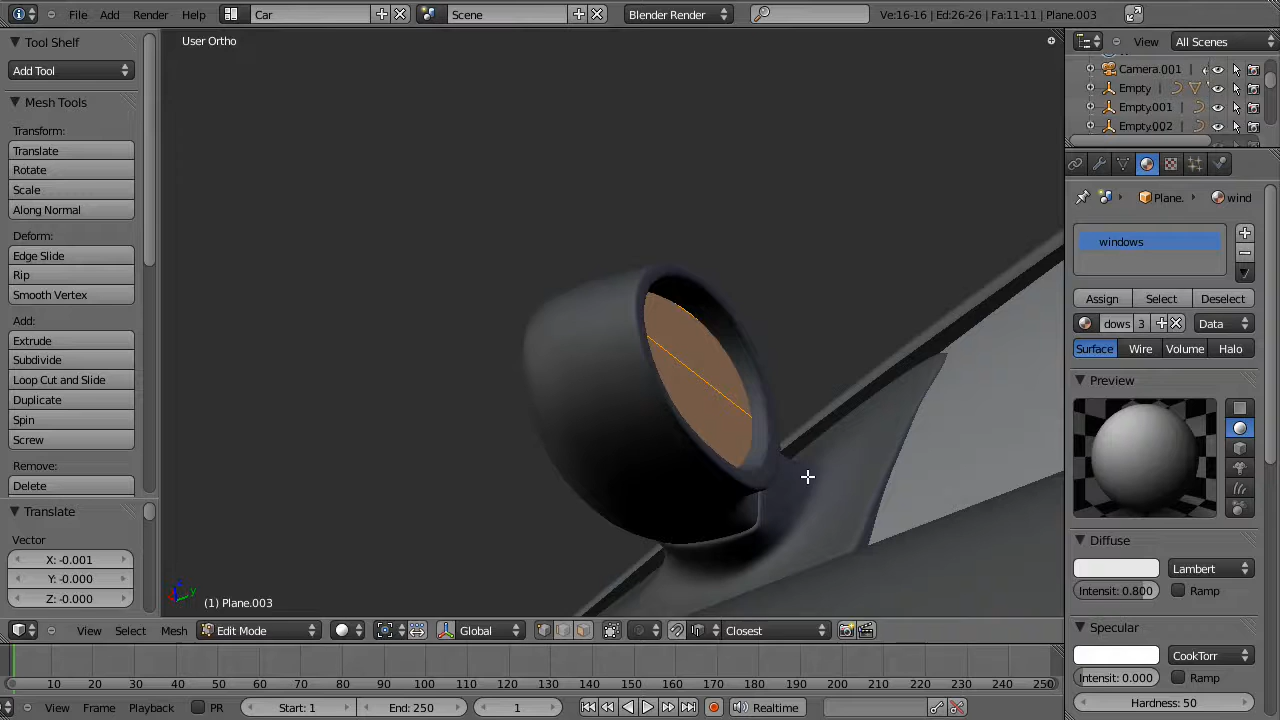 File Add Render Help Car Scene Blender Render Ve:16-16 | Ed:26-26 | Fa:11-11 | Plane.003
Tool Shelf
Add Tool
Mesh Tools
Transform:
Translate
Rotate
Scale
Along Normal
Deform:
Edge Slide
Rip
Smooth Vertex
Add:
Extrude
Subdivide
Loop Cut and Slide
Duplicate
Spin
Screw
Remove:
Delete
Translate
Vector
X: -0.001
Y: -0.000
Z: -0.000
User Ortho
(1) Plane.003
View Select Mesh Edit Mode Global Closest
10 20 30 40 50 60 70 80 90 100 110 120 130 140 150 160 170 180 190 200 210 220 230 240 250
View Frame Playback PR Start: 1 End: 250 1 Realtime
View All Scenes
Camera.001
Empty
Empty.001
Empty.002
Plane. wind
windows
Assign Select Deselect
dows 3 Data
Surface Wire Volume Halo
Preview
Diffuse
Lambert
Intensit: 0.800 Ramp
Specular
CookTorr
Intensit: 0.000 Ramp
Hardness: 50